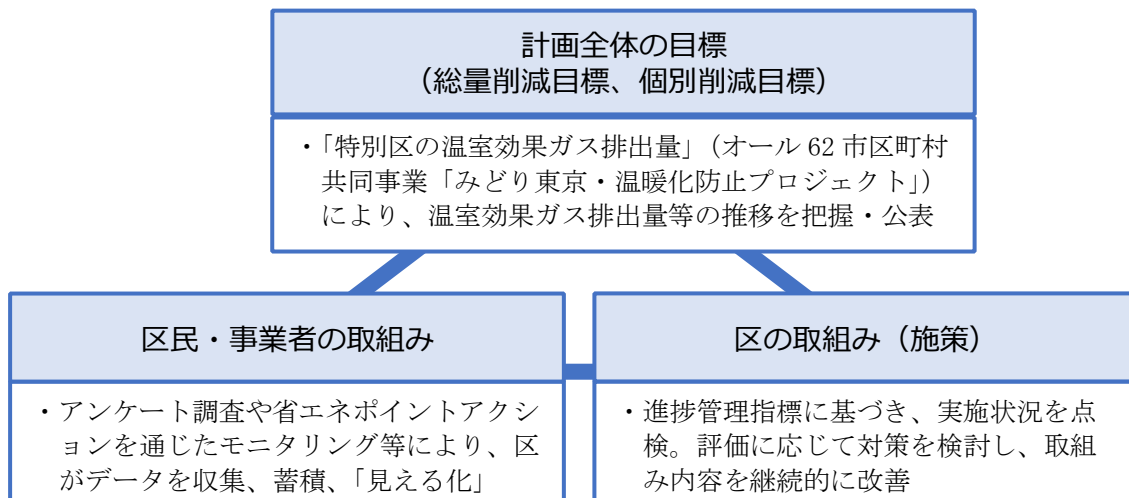 計画全体の目標
（総量削減目標、個別削減目標）
・「特別区の温室効果ガス排出量」（オール 62 市区町村
共同事業「みどり東京・温暖化防止プロジェクト」）
により、温室効果ガス排出量等の推移を把握・公表
区民・事業者の取組み
・アンケート調査や省エネポイントアクシ
ョンを通じたモニタリング等により、区
がデータを収集、蓄積、「見える化」
区の取組み（施策）
・進捗管理指標に基づき、実施状況を点
検。評価に応じて対策を検討し、取組
み内容を継続的に改善